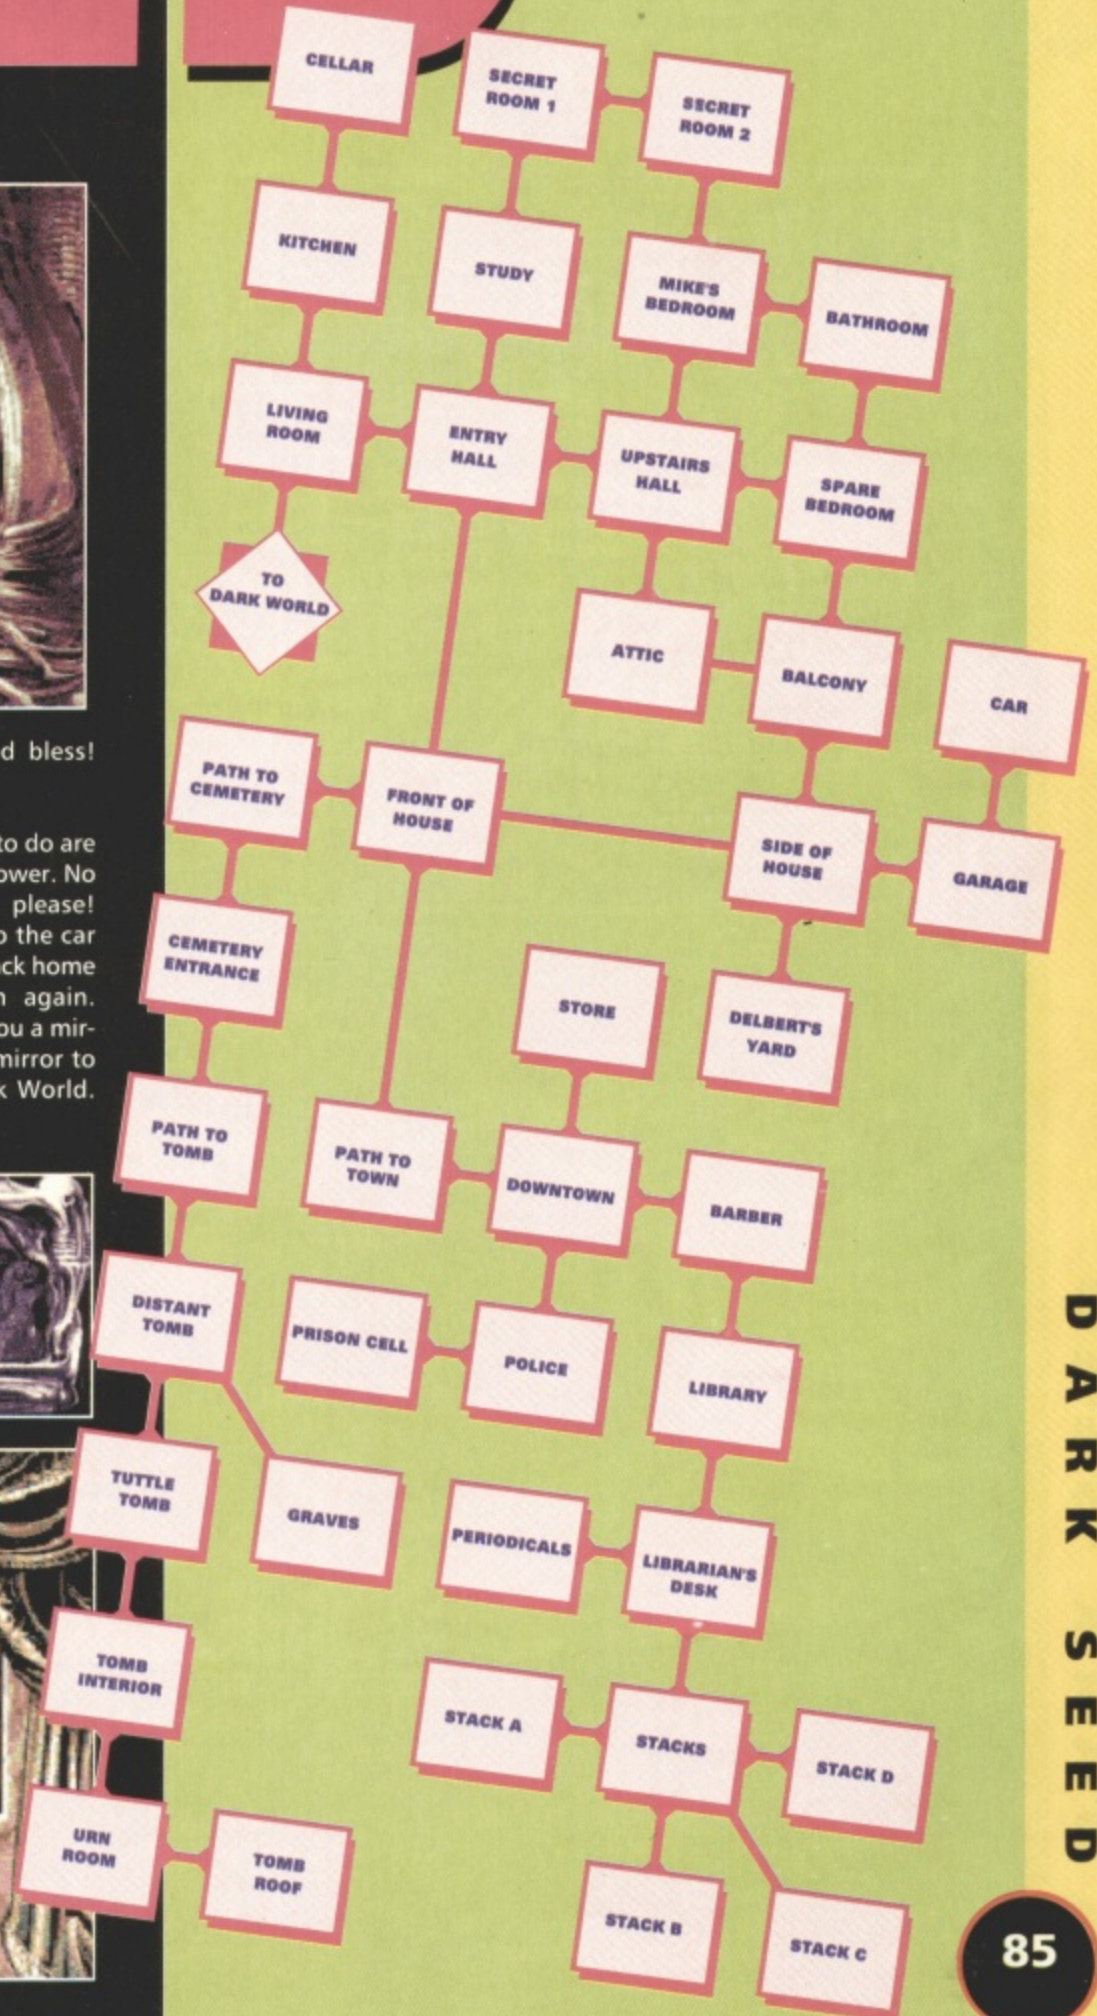 CELLAR
SECRET
ROOM 1
SECRET
ROOM 2
KITCHEN
STUDY
MIKE'S
BEDROOM
BATHROOM
LIVING
ROOM
ENTRY
HALL
UPSTAIRS
HALL
SPARE
BEDROOM
TO
DARK WORLD
ATTIC
BALCONY
CAR
d bless!
PATH TO
CEMETERY
FRONT OF
HOUSE
SIDE OF
HOUSE
GARAGE
to do are
ower. No
please!
o the car
ack home
n again.
ou a mir-
mirror to
k World.
CEMETERY
ENTRANCE
STORE
DELBERT'S
YARD
PATH TO
TOMB
PATH TO
TOWN
DOWNTOWN
BARBER
DISTANT
TOMB
PRISON CELL
POLICE
LIBRARY
TUTTLE
TOMB
GRAVES
PERIODICALS
LIBRARIAN'S
DESK
TOMB
INTERIOR
STACK A
STACKS
STACK D
URN
ROOM
TOMB
ROOF
STACK B
STACK C
DARK SEED
85